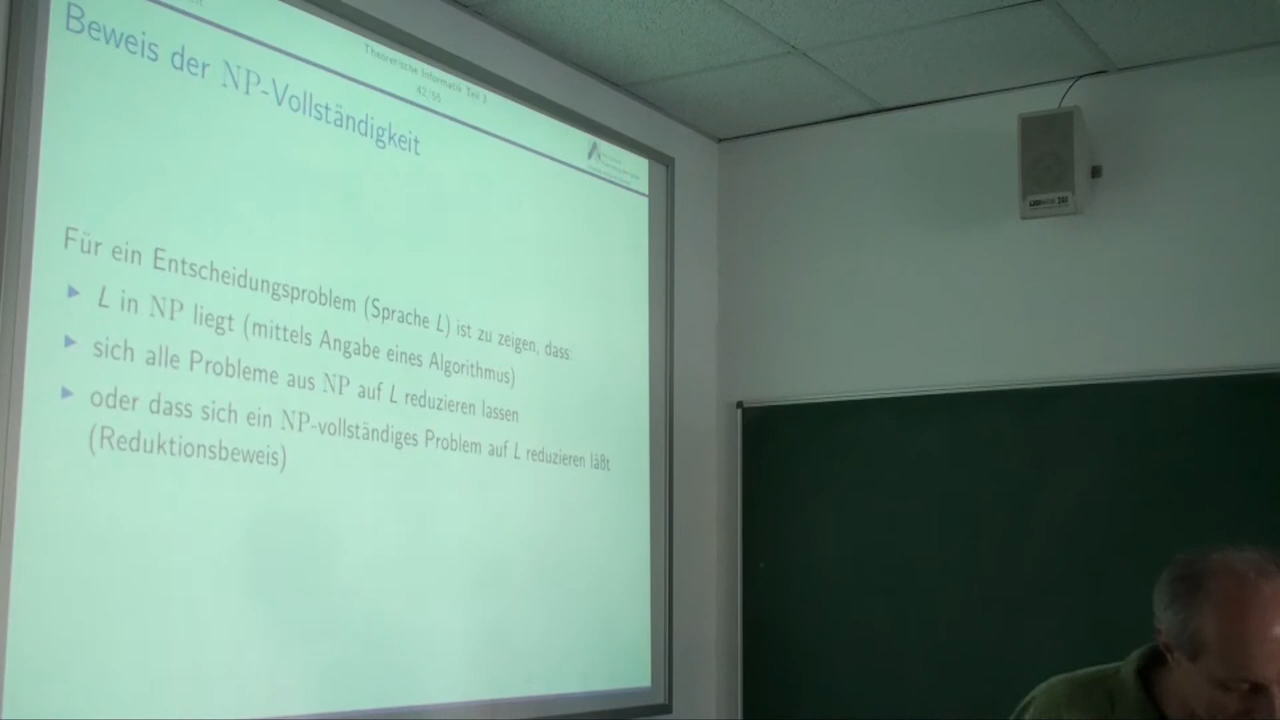 Theoretische Informatik Teil 3
42/55
Beweis der NP-Vollständigkeit
Für ein Entscheidungsproblem (Sprache L) ist zu zeigen, dass:
▶ L in NP liegt (mittels Angabe eines Algorithmus)
▶ sich alle Probleme aus NP auf L reduzieren lassen
▶ oder dass sich ein NP-vollständiges Problem auf L reduzieren läßt
(Reduktionsbeweis)